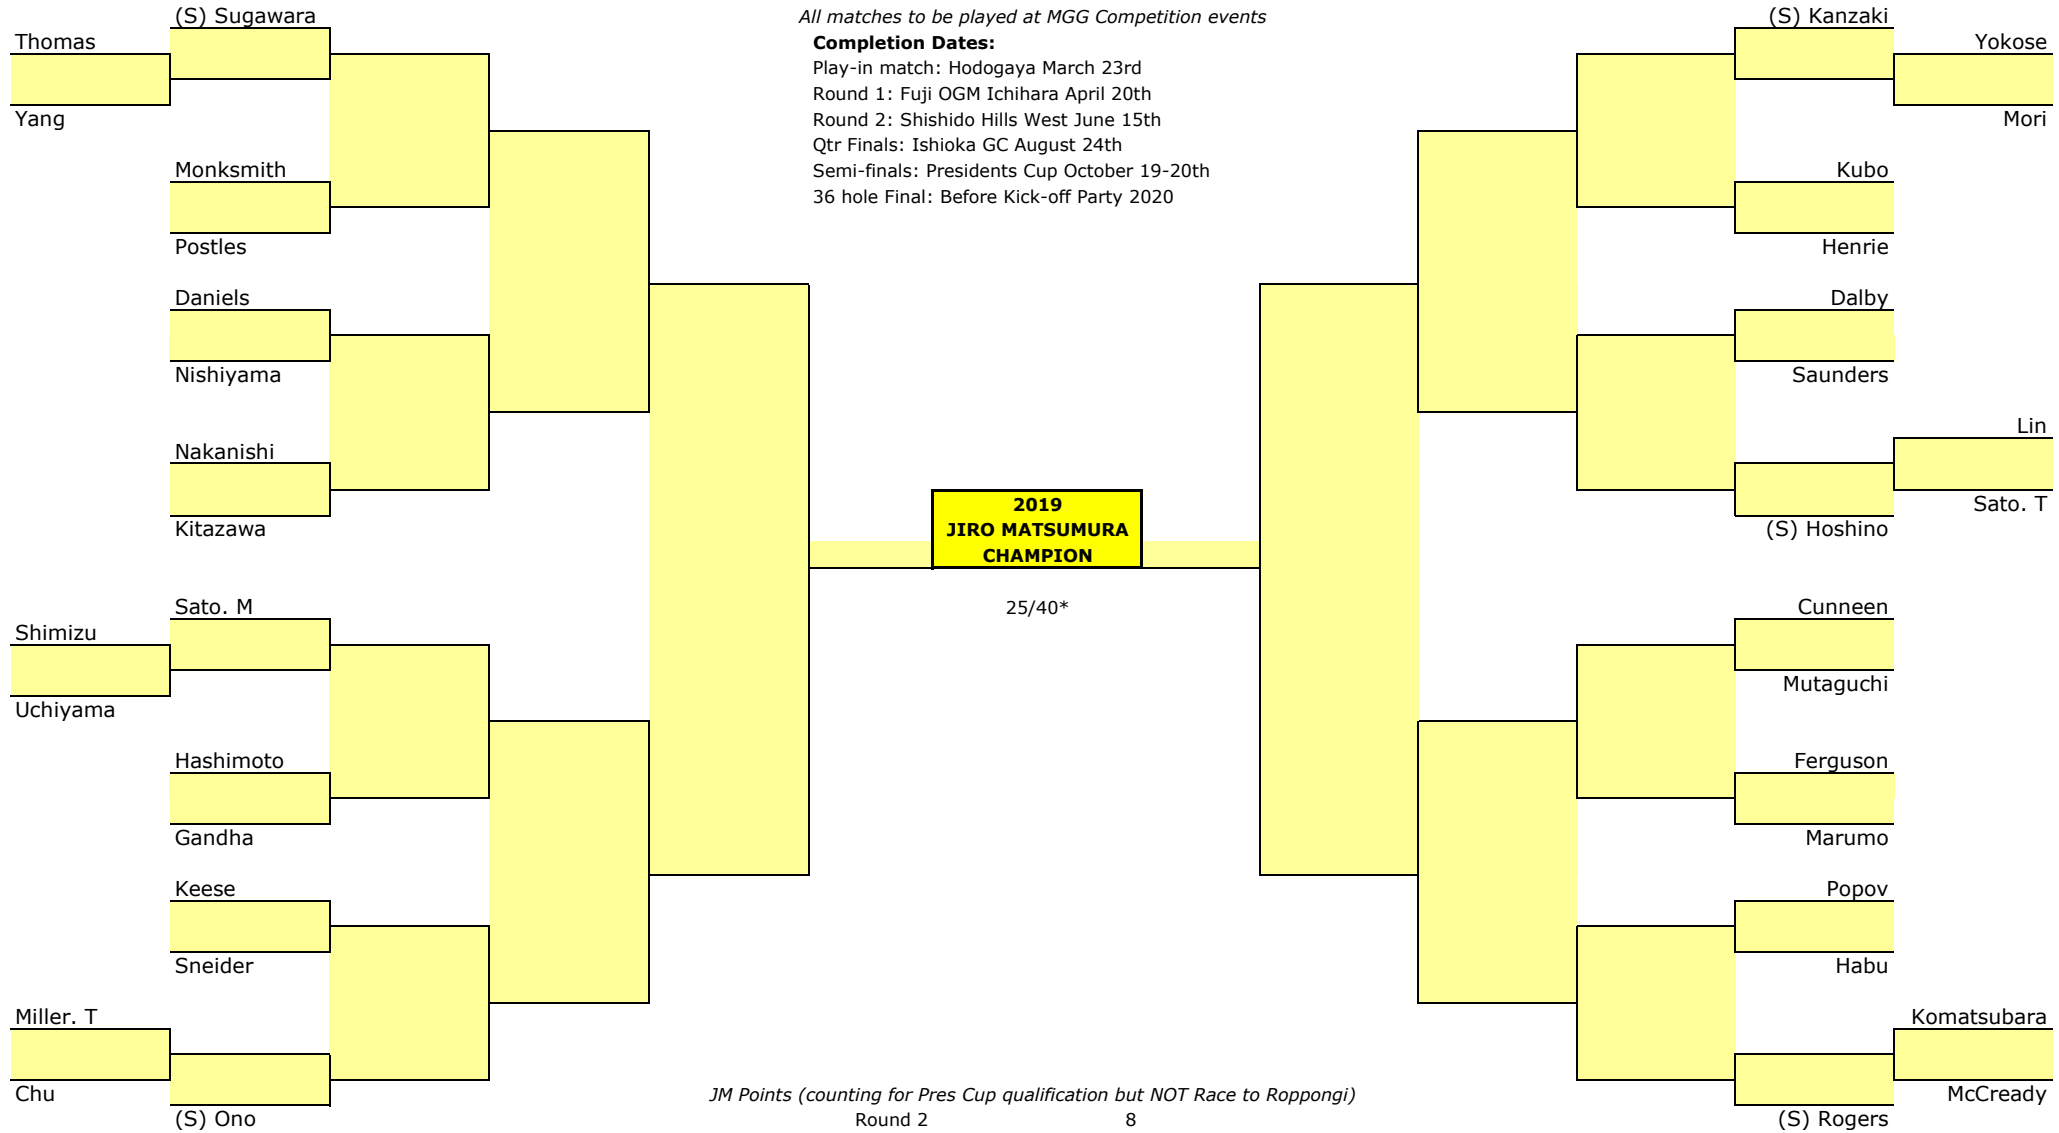 (S) Sugawara
All matches to be played at MGG Competition events
(S) Kanzaki
Thomas
Completion Dates:
Yokose
Play-in match: Hodogaya March 23rd
Round 1: Fuji OGM Ichihara April 20th
Yang
Round 2: Shishido Hills West June 15th
Mori
Qtr Finals: Ishioka GC August 24th
Monksmith
Semi-finals: Presidents Cup October 19-20th
Kubo
36 hole Final: Before Kick-off Party 2020
Postles
Henrie
Daniels
Dalby
Nishiyama
Saunders
Lin
Nakanishi
2019
Sato. T
JIRO MATSUMURA
Kitazawa
(S) Hoshino
CHAMPION
Sato. M
25/40*
Cunneen
Shimizu
Mutaguchi
Uchiyama
Hashimoto
Ferguson
Gandha
Marumo
Keese
Popov
Sneider
Habu
Miller. T
Komatsubara
Chu
JM Points (counting for Pres Cup qualification but NOT Race to Roppongi)
McCready
(S) Ono
Round 2 8
(S) Rogers